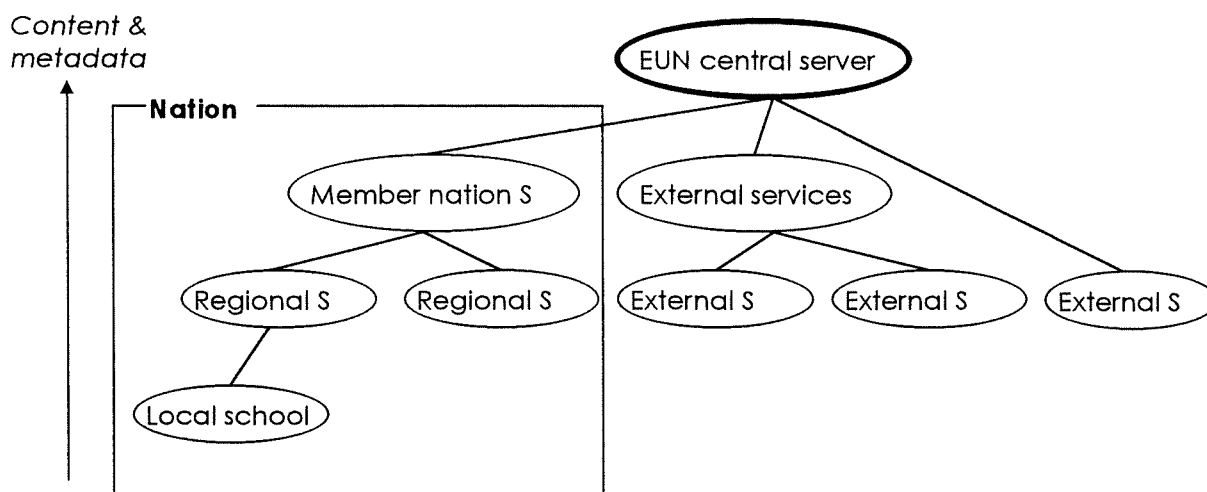 Content &
metadata
EUN central server
Nation
Member nation S
External services
Regional S
Regional S
External S
External S
External S
Local school